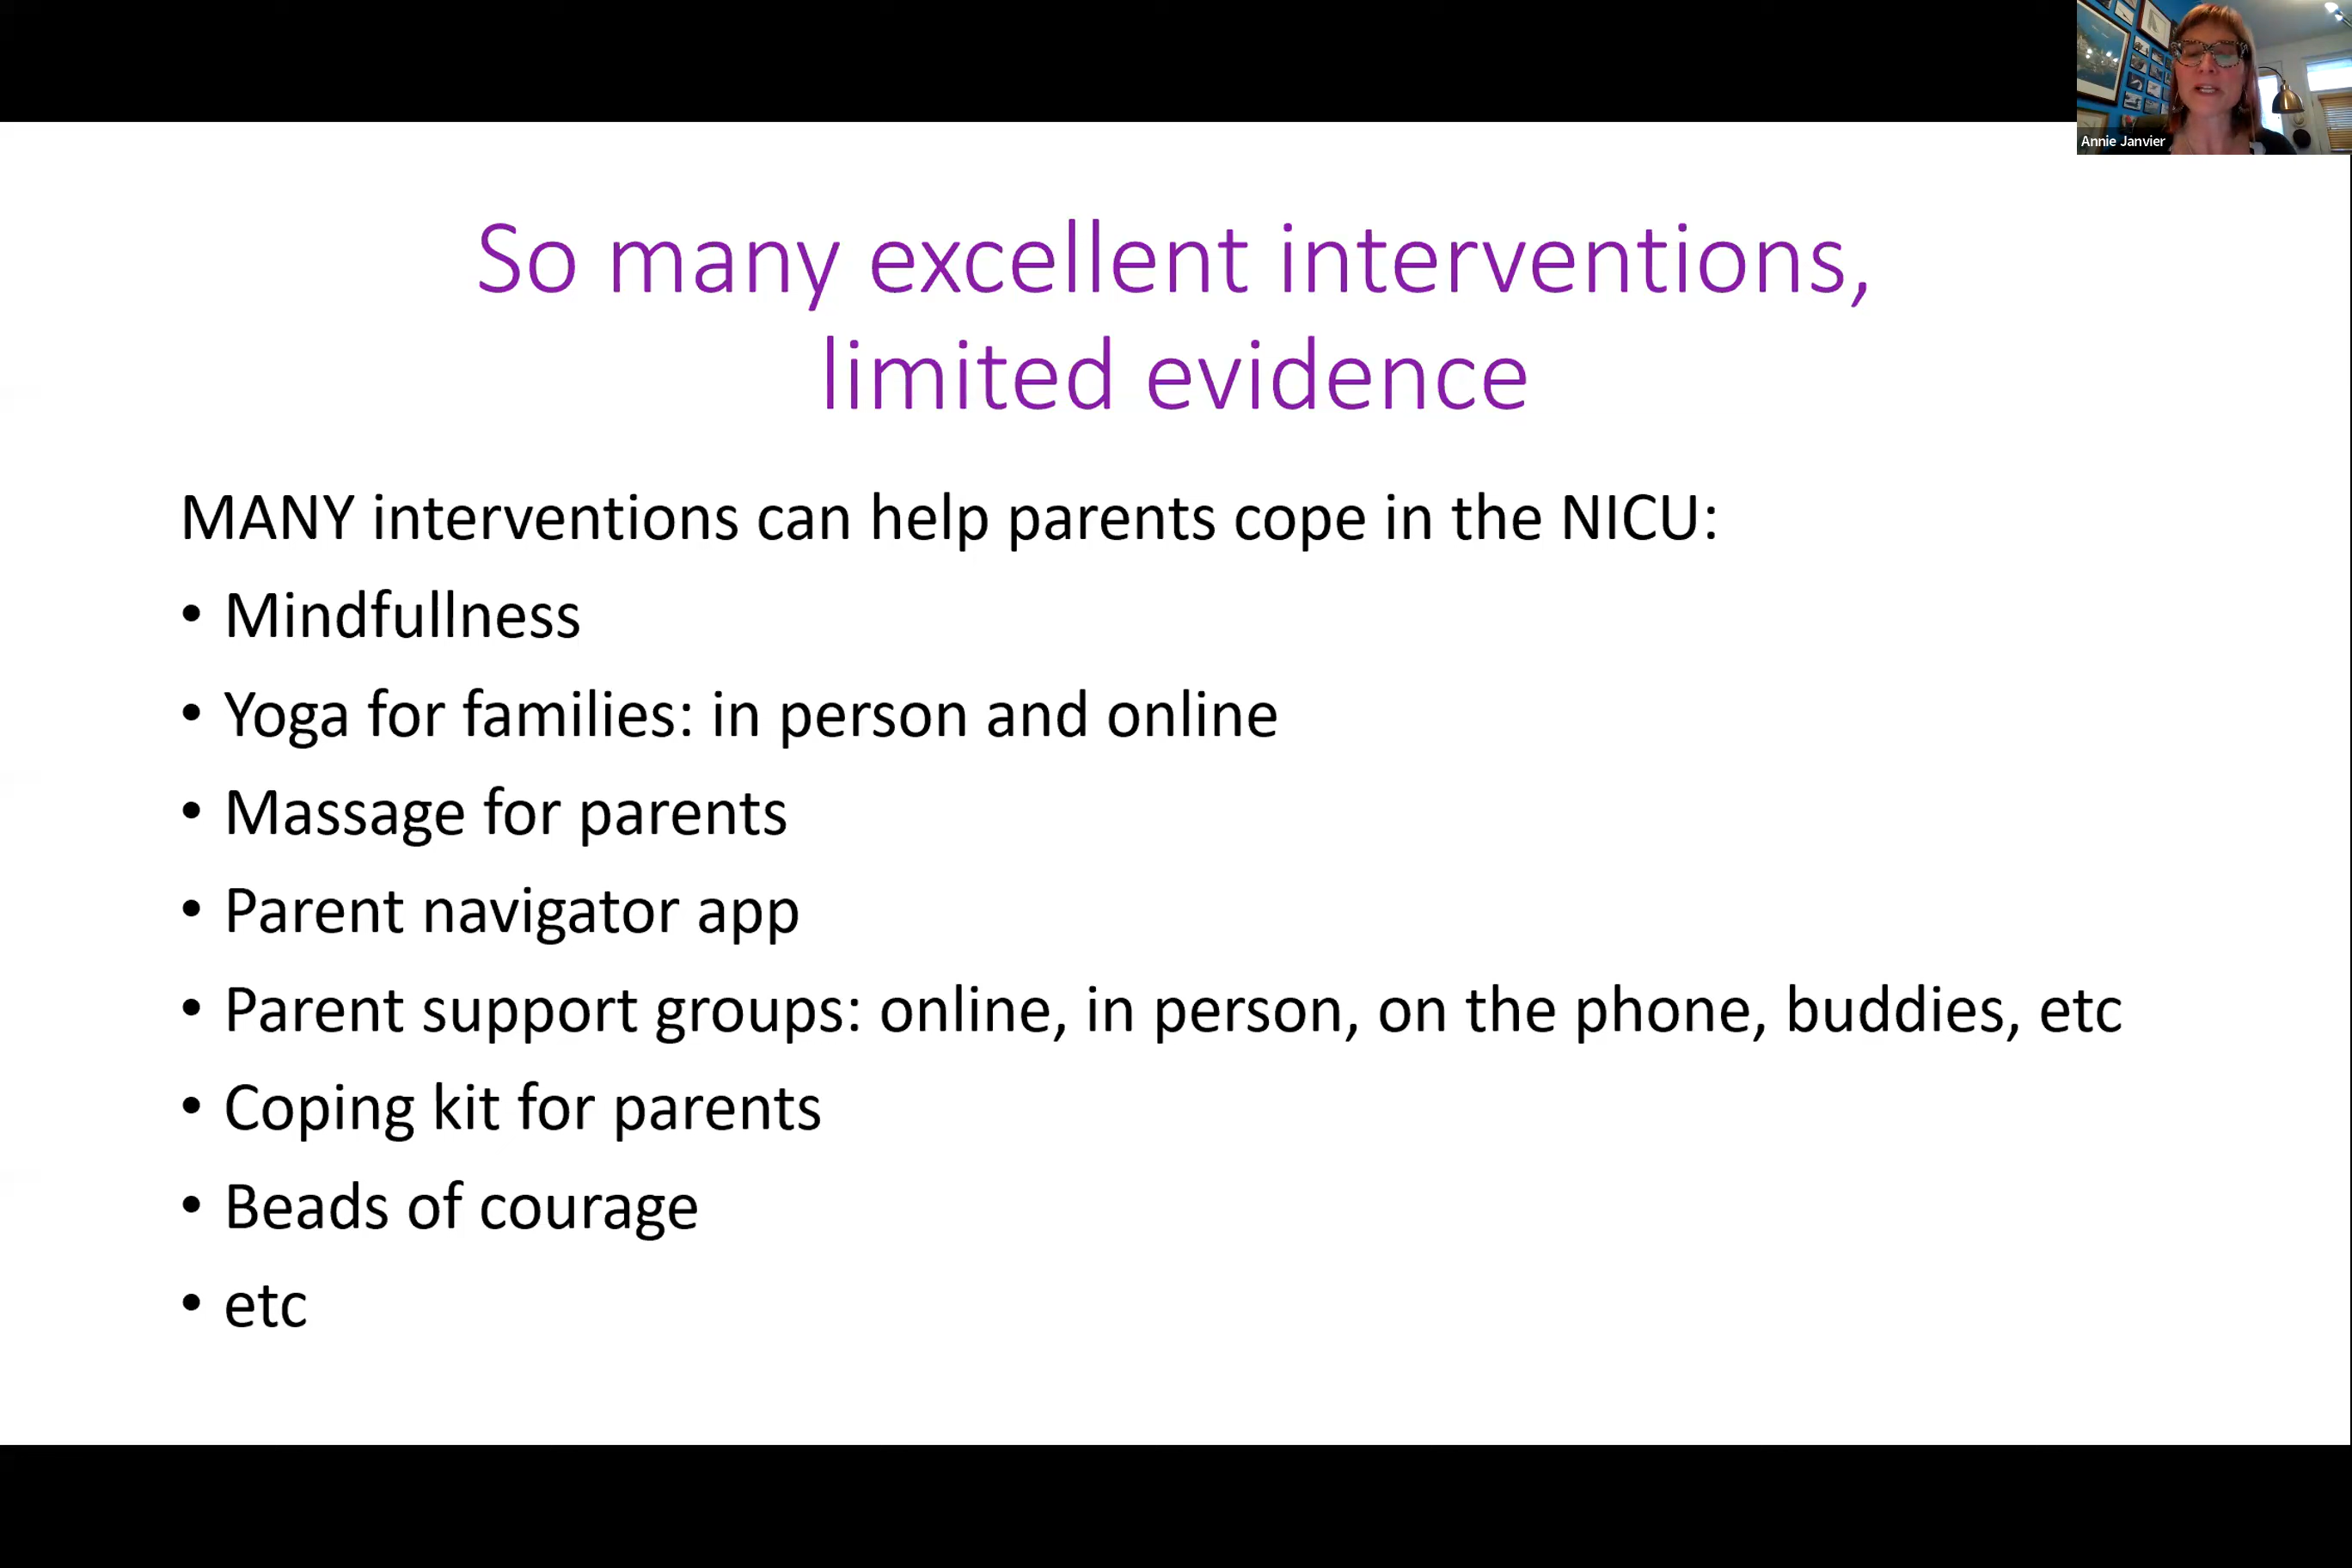 Annie Janvier
So many excellent interventions,
limited evidence
MANY interventions can help parents cope in the NICU:
• Mindfullness
• Yoga for families: in person and online
• Massage for parents
• Parent navigator app
• Parent support groups: online, in person, on the phone, buddies, etc
• Coping kit for parents
• Beads of courage
• etc